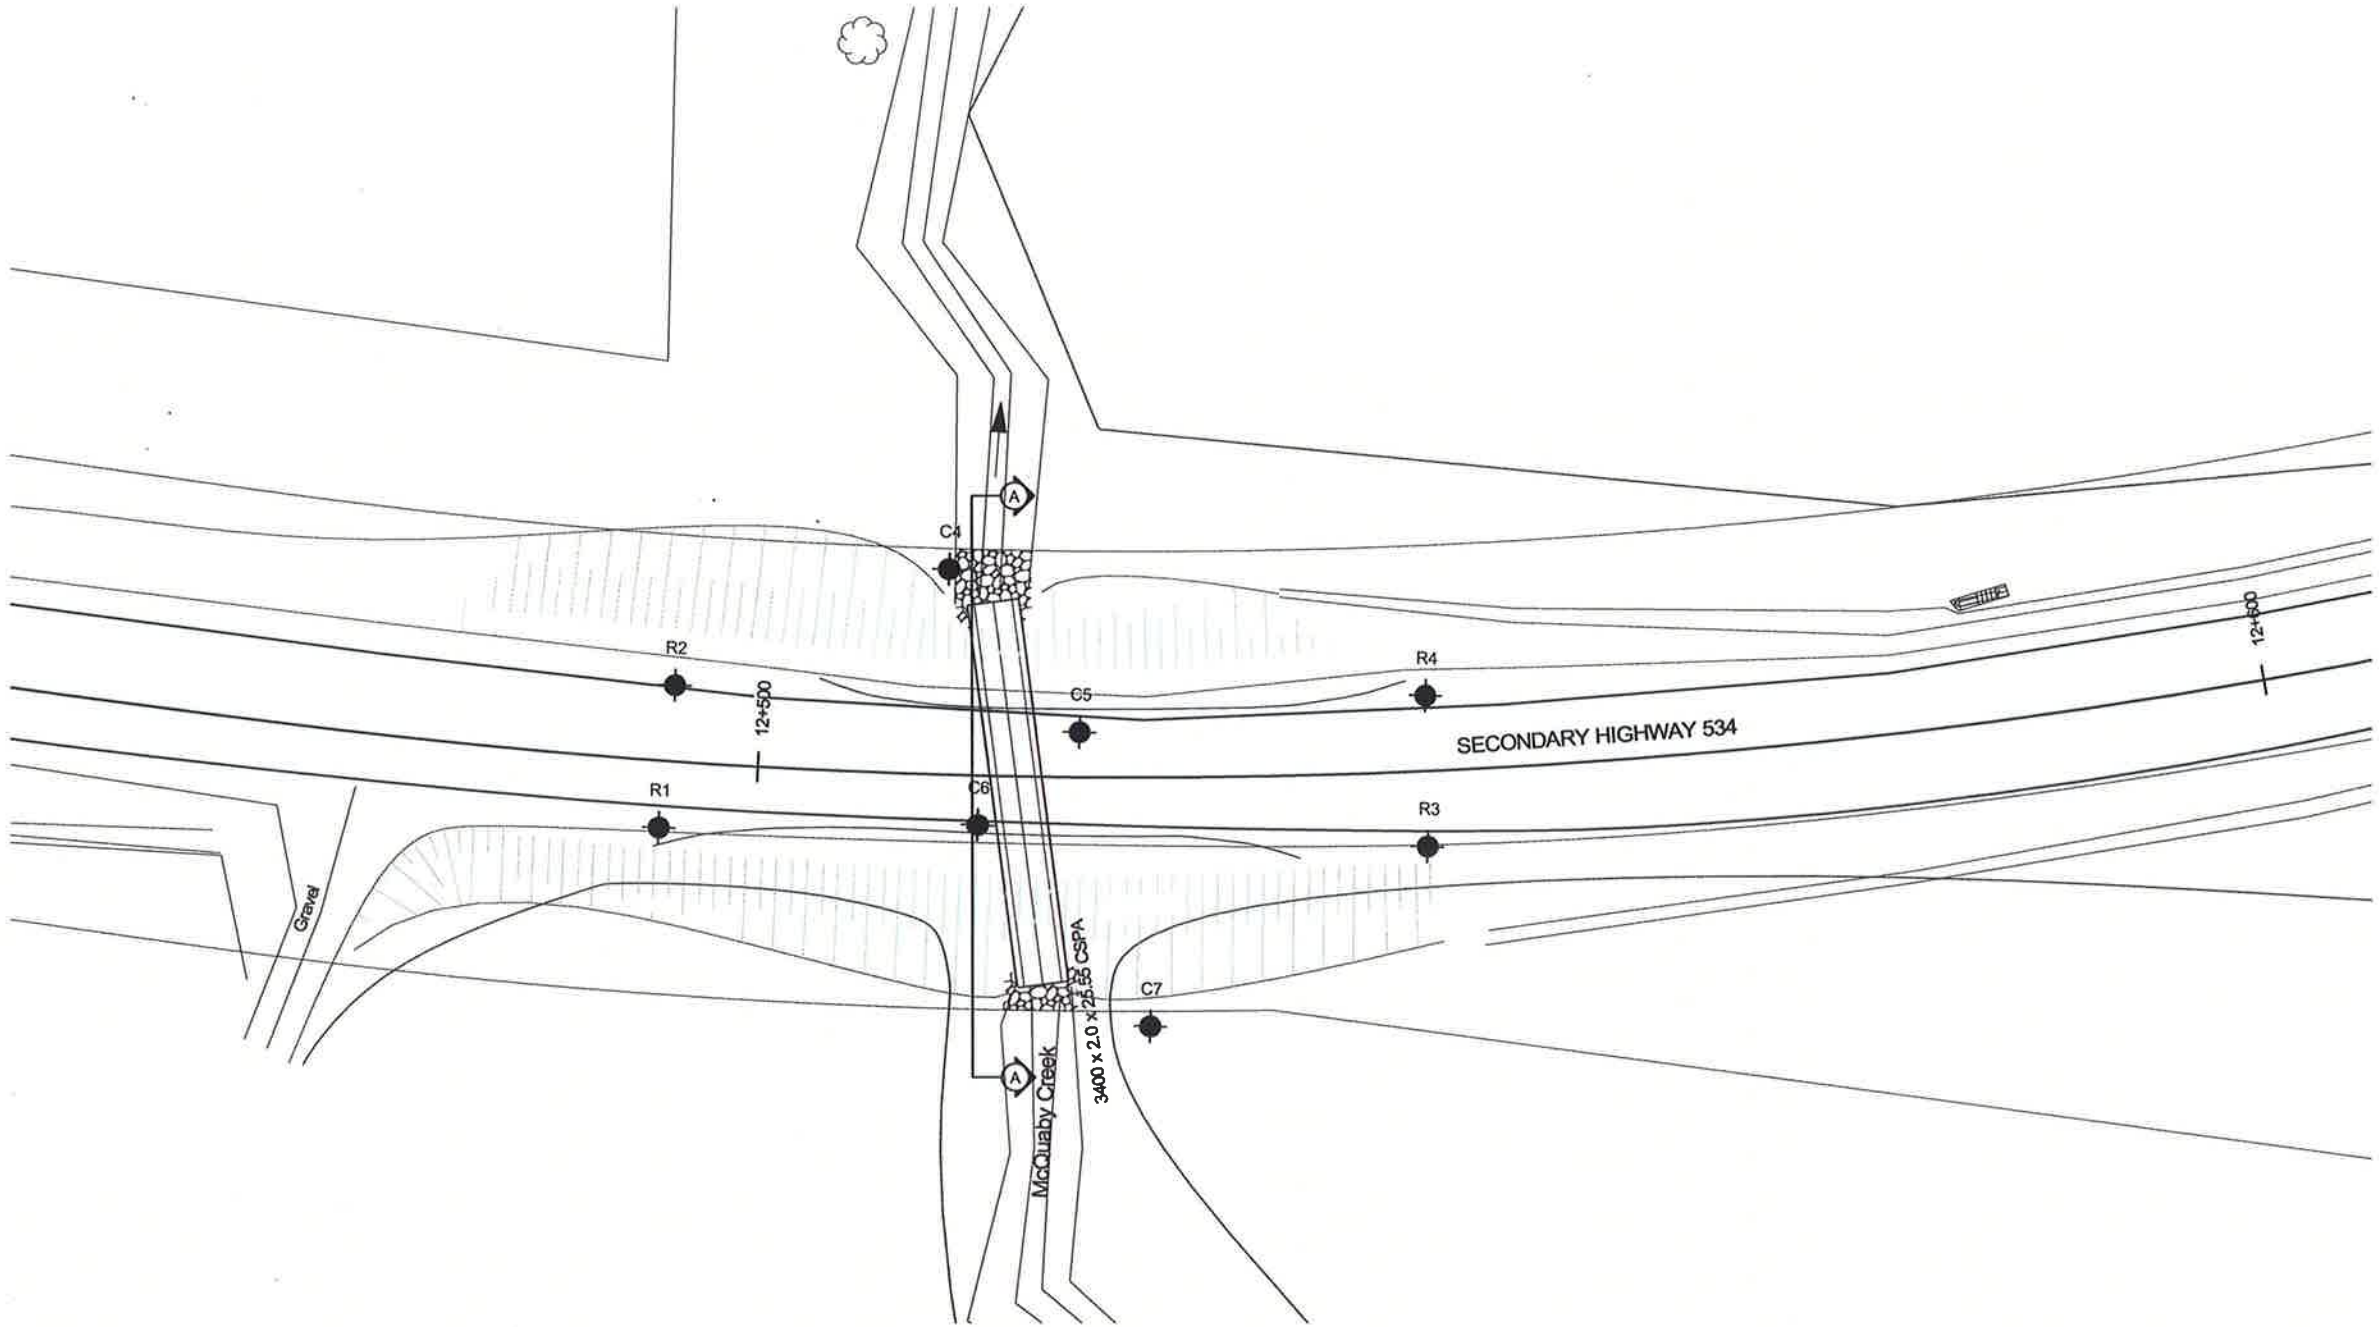 A
C4
R2
R4
C5
12+500
12+600
SECONDARY HIGHWAY 534
R1
C6
R3
Gravel
3400 x 2.0 x 25.55 CSPA
C7
A
McQuaby Creek